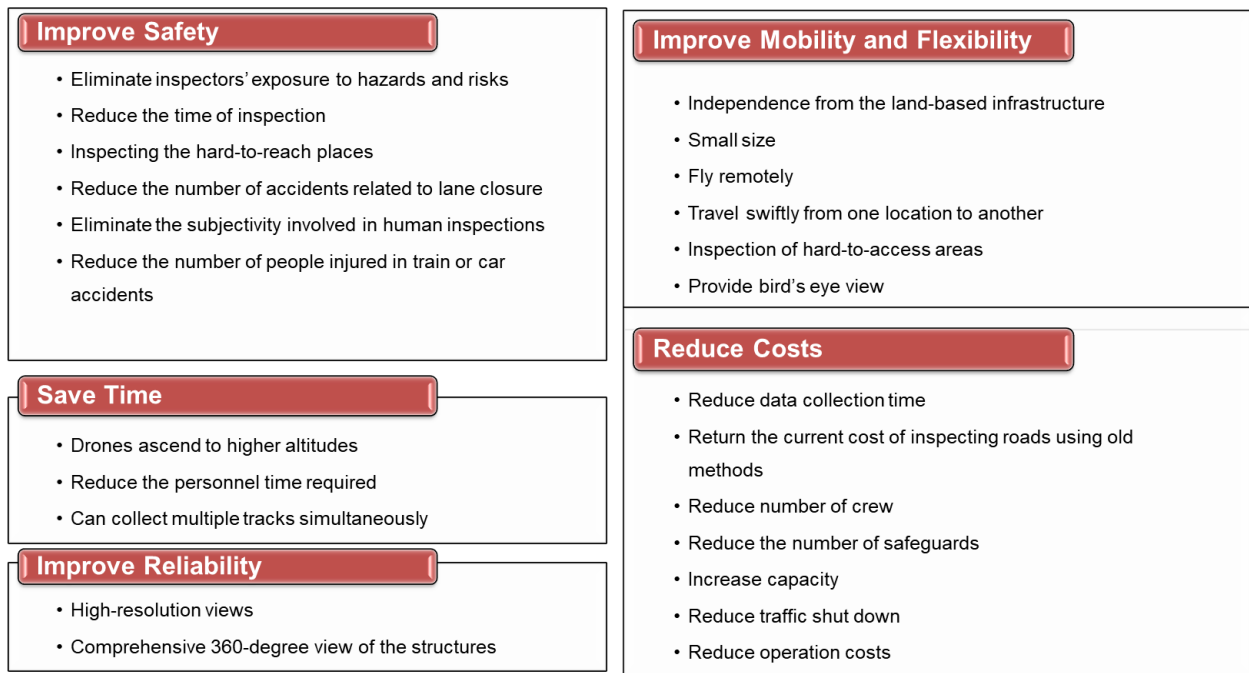 Improve Safety
• Eliminate inspectors’ exposure to hazards and risks
• Reduce the time of inspection
• Inspecting the hard-to-reach places
• Reduce the number of accidents related to lane closure
• Eliminate the subjectivity involved in human inspections
• Reduce the number of people injured in train or car
accidents
Save Time
• Drones ascend to higher altitudes
• Reduce the personnel time required
• Can collect multiple tracks simultaneously
Improve Reliability
• High-resolution views
• Comprehensive 360-degree view of the structures
Improve Mobility and Flexibility
• Independence from the land-based infrastructure
• Small size
• Fly remotely
• Travel swiftly from one location to another
• Inspection of hard-to-access areas
• Provide bird’s eye view
Reduce Costs
• Reduce data collection time
• Return the current cost of inspecting roads using old
methods
• Reduce number of crew
• Reduce the number of safeguards
• Increase capacity
• Reduce traffic shut down
• Reduce operation costs